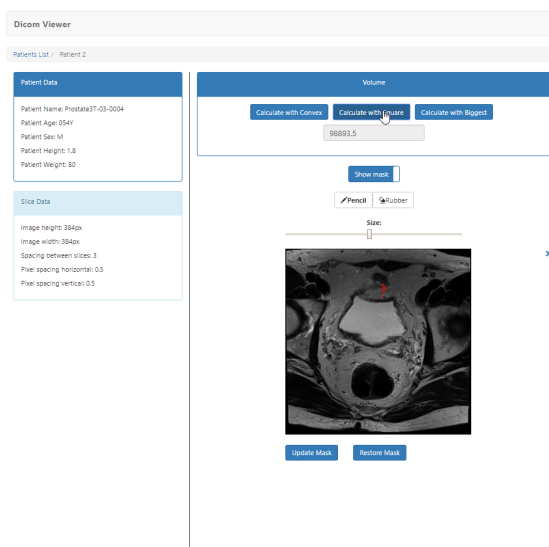 Dicom Viewer
Patients List / Patient 2
Patient Data
Patient Name: Prostate3T-03-0004
Patient Age: 054Y
Patient Sex: M
Patient Height: 1.8
Patient Weight: 80
Slice Data
Image height: 384px
Image width: 384px
Spacing between slices: 3
Pixel spacing horizontal: 0.5
Pixel spacing vertical: 0.5
Volume
Calculate with Convex Calculate with Square Calculate with Biggest
98893.5
Show mask
Pencil Rubber
Size:
Update Mask Restore Mask